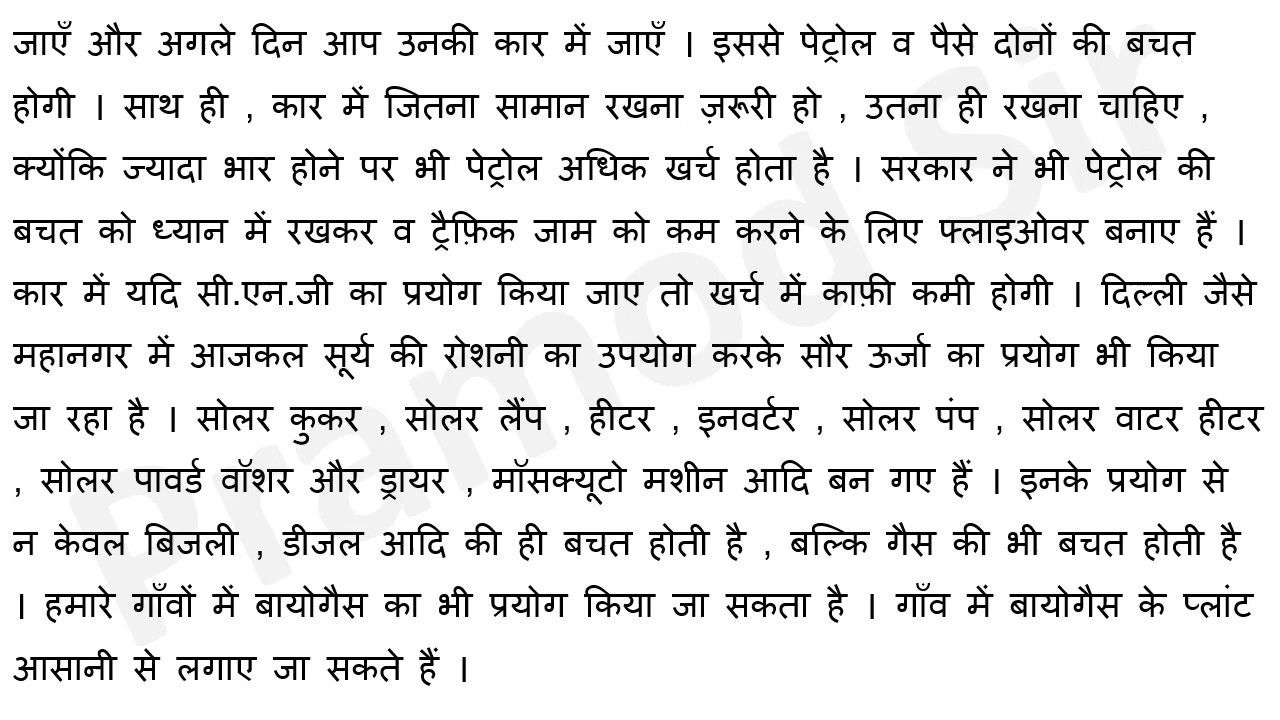 जाएँ और अगले दिन आप उनकी कार में जाएँ । इससे पेट्रोल व पैसे दोनों की बचत
होगी । साथ ही , कार में जितना सामान रखना ज़रूरी हो , उतना ही रखना चाहिए ,
क्योंकि ज्यादा भार होने पर भी पेट्रोल अधिक खर्च होता है । सरकार ने भी पेट्रोल की
बचत को ध्यान में रखकर व ट्रैफ़िक जाम को कम करने के लिए फ्लाइओवर बनाए हैं ।
कार में यदि सी.एन.जी का प्रयोग किया जाए तो खर्च में काफ़ी कमी होगी । दिल्ली जैसे
महानगर में आजकल सूर्य की रोशनी का उपयोग करके सौर ऊर्जा का प्रयोग भी किया
जा रहा है । सोलर कुकर , सोलर लैंप , हीटर , इनवर्टर , सोलर पंप , सोलर वाटर हीटर
, सोलर पावर्ड वॉशर और ड्रायर , मॉसक्यूटो मशीन आदि बन गए हैं । इनके प्रयोग से
न केवल बिजली , डीजल आदि की ही बचत होती है , बल्कि गैस की भी बचत होती है
। हमारे गाँवों में बायोगैस का भी प्रयोग किया जा सकता है । गाँव में बायोगैस के प्लांट
आसानी से लगाए जा सकते हैं ।
Pramod Sir